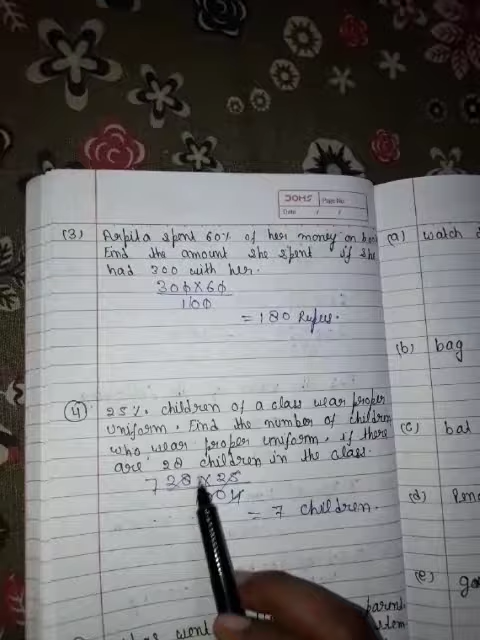 DOMS
Page No.
Date / /
(3) Arpita spent 60% of her money on
Find the amount she spent if she
had 300 with her.
300 × 60
100
= 180 Rupees.
(4) 25% children of a class wear proper
uniform. Find the number of children
who wear proper uniform, if there
are 28 children in the class.
7 28 × 25
= 7 children.
went
parent
(a) watch
(b) bag
(c) bat
(d)
(e)